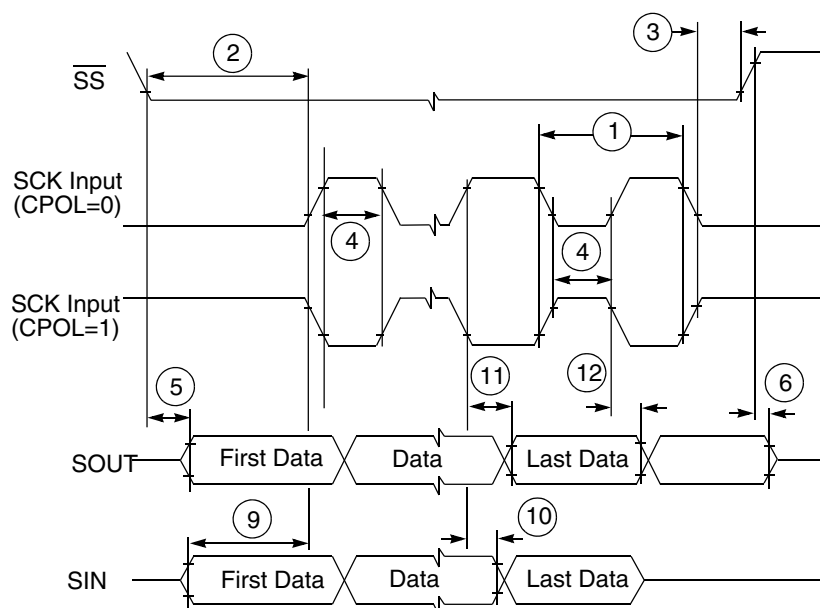 3
2
SS
1
SCK Input
(CPOL=0)
4
4
SCK Input
(CPOL=1)
5
11
12
6
SOUT
First Data
Data
Last Data
9
10
SIN
First Data
Data
Last Data